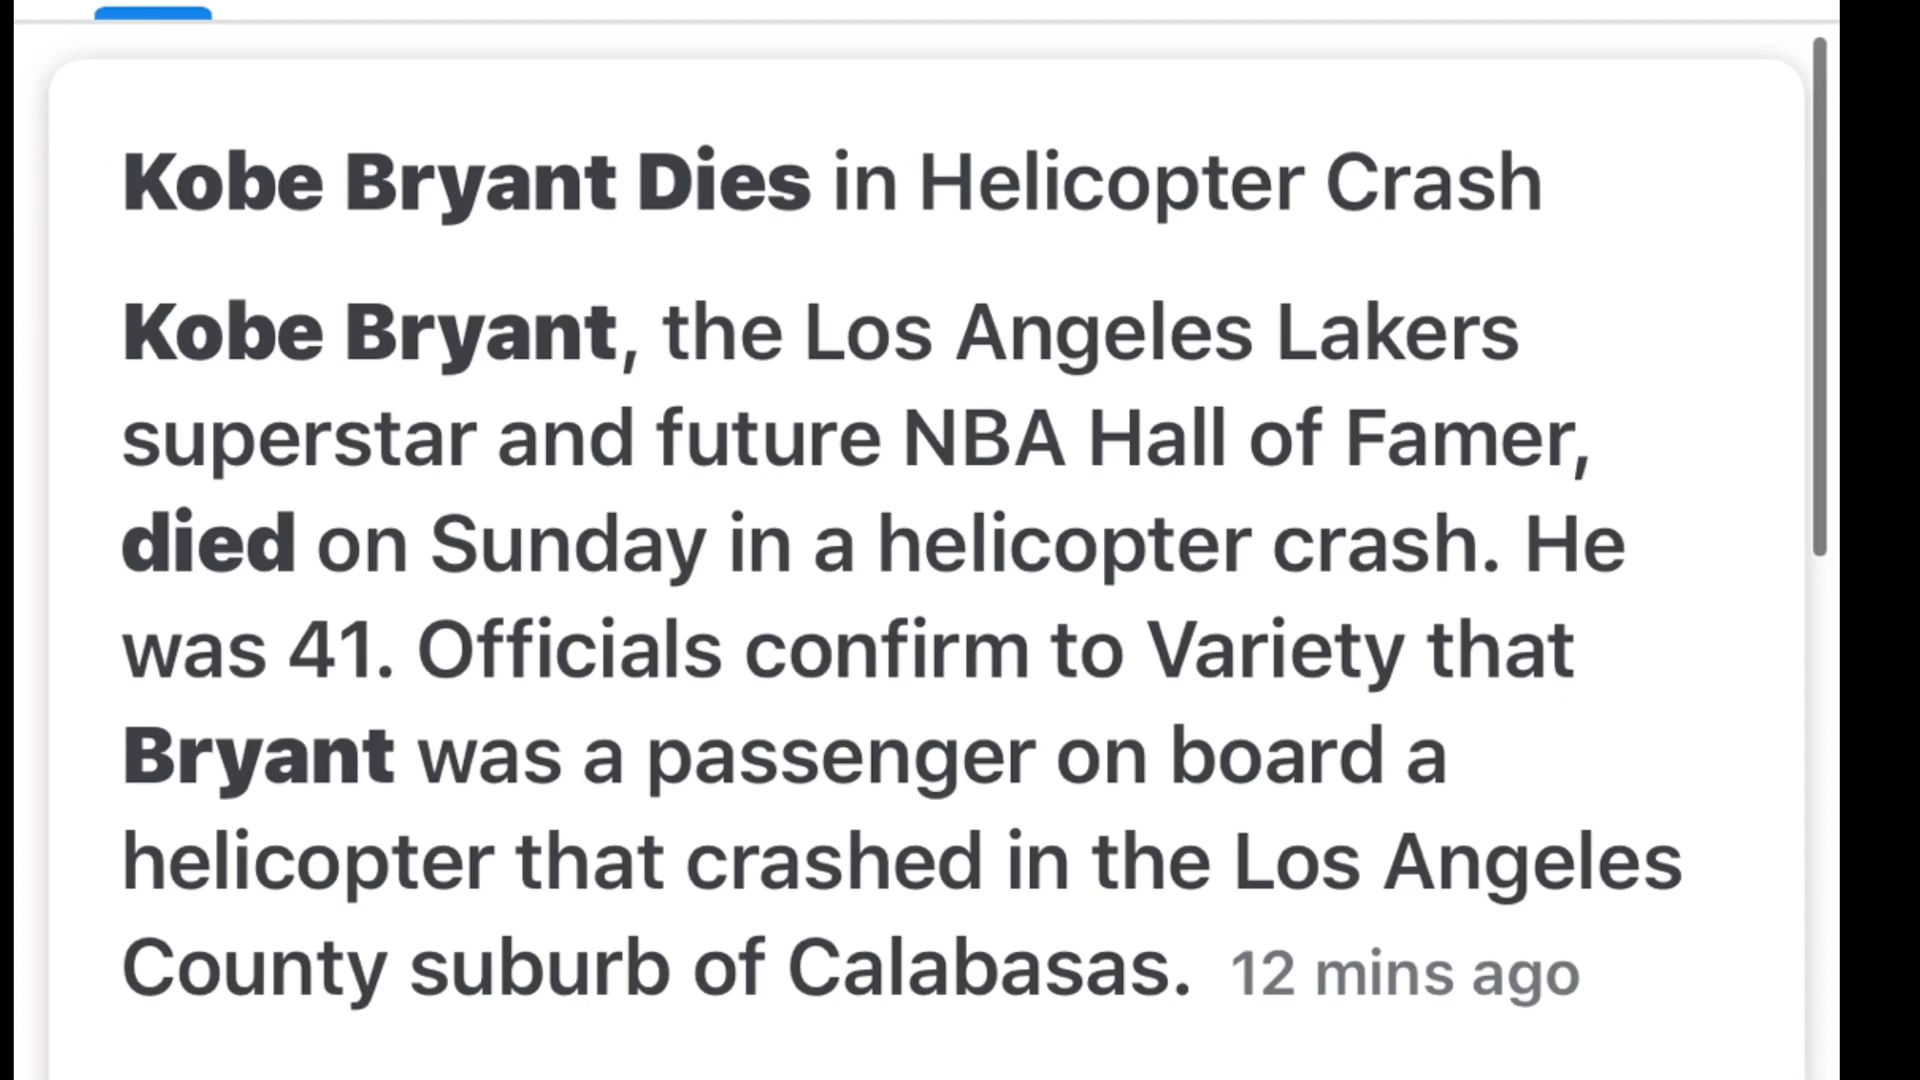 Kobe Bryant Dies in Helicopter Crash
Kobe Bryant, the Los Angeles Lakers
superstar and future NBA Hall of Famer,
died on Sunday in a helicopter crash. He
was 41. Officials confirm to Variety that
Bryant was a passenger on board a
helicopter that crashed in the Los Angeles
County suburb of Calabasas. 12 mins ago